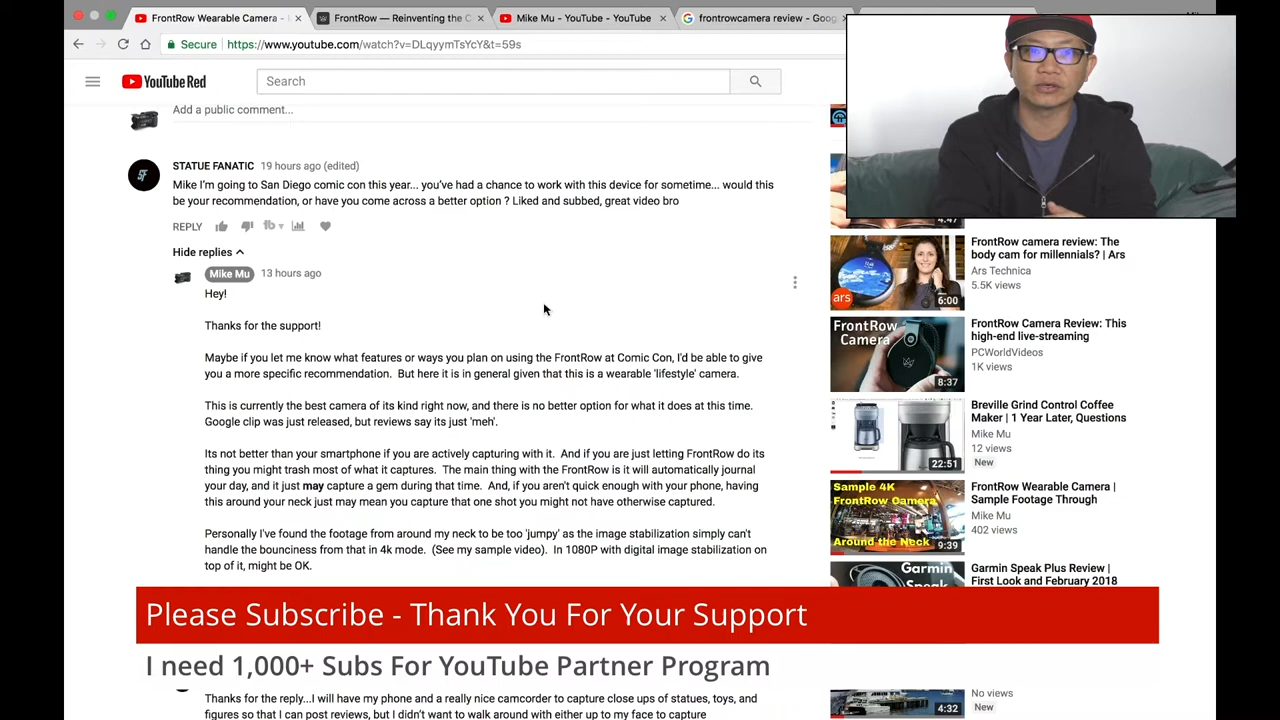 FrontRow Wearable Camera -
FrontRow — Reinventing the C
Mike Mu - YouTube - YouTube
frontrowcamera review - Goog
Secure
https://www.youtube.com/watch?v=DLqyymTsYcY&t=59s
YouTube Red
Search
Add a public comment...
STATUE FANATIC 19 hours ago (edited)
Mike I'm going to San Diego comic con this year... you've had a chance to work with this device for sometime... would this
be your recommendation, or have you come across a better option ? Liked and subbed, great video bro
REPLY
Hide replies
Mike Mu 13 hours ago
Hey!
Thanks for the support!
Maybe if you let me know what features or ways you plan on using the FrontRow at Comic Con, I'd be able to give
you a more specific recommendation. But here it is in general given that this is a wearable 'lifestyle' camera.
This is currently the best camera of its kind right now, and there is no better option for what it does at this time.
Google clip was just released, but reviews say its just 'meh'.
Its not better than your smartphone if you are actively capturing with it. And if you are just letting FrontRow do its
thing you might trash most of what it captures. The main thing with the FrontRow is it will automatically journal
your day, and it just may capture a gem during that time. And, if you aren't quick enough with your phone, having
this around your neck just may mean you capture that one shot you might not have otherwise captured.
Personally I've found the footage from around my neck to be too 'jumpy' as the image stabilization simply can't
handle the bounciness from that in 4k mode. (See my sample video). In 1080P with digital image stabilization on
top of it, might be OK.
Please Subscribe - Thank You For Your Support
I need 1,000+ Subs For YouTube Partner Program
Thanks for the reply...I will have my phone and a really nice camcorder to capture close ups of statues, toys, and
figures so that I can post reviews, but I didn't want to walk around with either up to my face to capture
4:47
FrontRow camera review: The
body cam for millennials? | Ars
Ars Technica
5.5K views
ars
6:00
FrontRow Camera Review: This
high-end live-streaming
PCWorldVideos
1K views
FrontRow
Camera
8:37
Breville Grind Control Coffee
Maker | 1 Year Later, Questions
Mike Mu
12 views
New
22:51
FrontRow Wearable Camera |
Sample Footage Through
Mike Mu
402 views
Sample 4K
FrontRow Camera
Around the Neck
9:39
Garmin Speak Plus Review |
First Look and February 2018
Garmin
Speak
No views
New
4:32